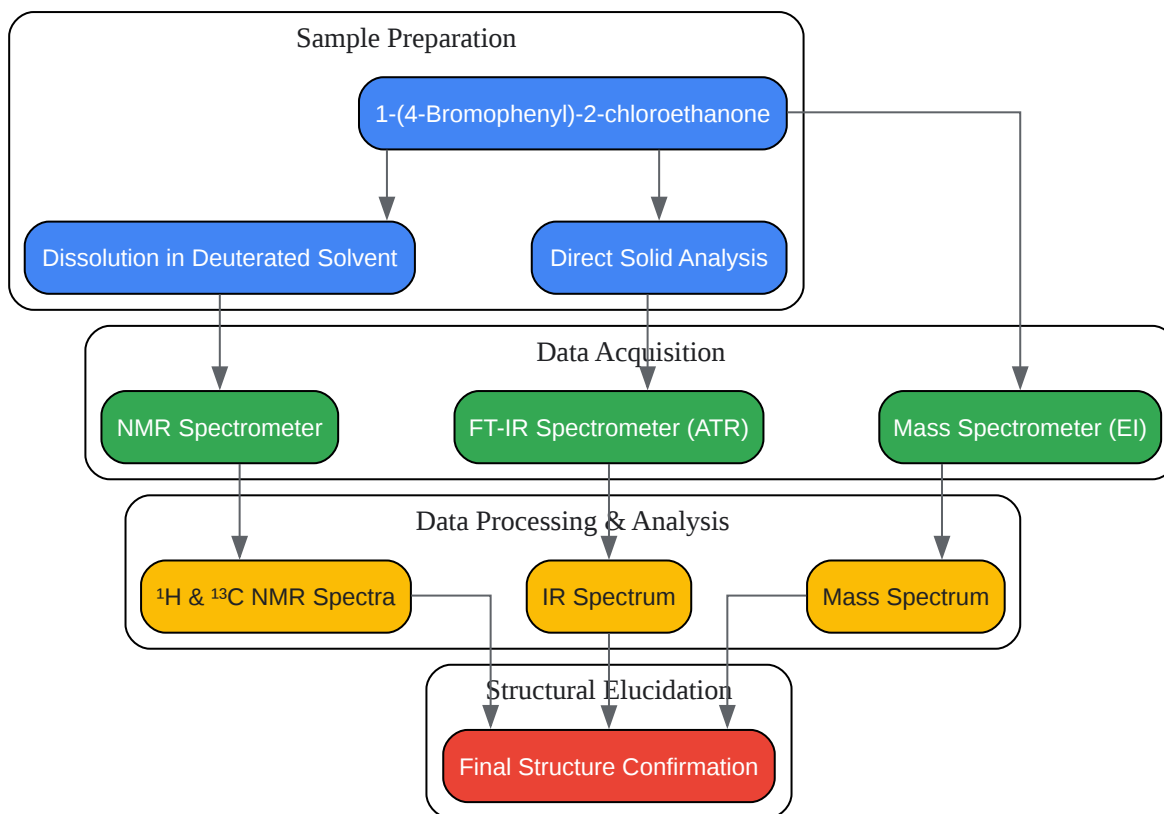 Sample Preparation
1-(4-Bromophenyl)-2-chloroethanone
Dissolution in Deuterated Solvent
Direct Solid Analysis
Data Acquisition
NMR Spectrometer
FT-IR Spectrometer (ATR)
Mass Spectrometer (EI)
Data Processing & Analysis
¹H & ¹³C NMR Spectra
IR Spectrum
Mass Spectrum
Structural Elucidation
Final Structure Confirmation